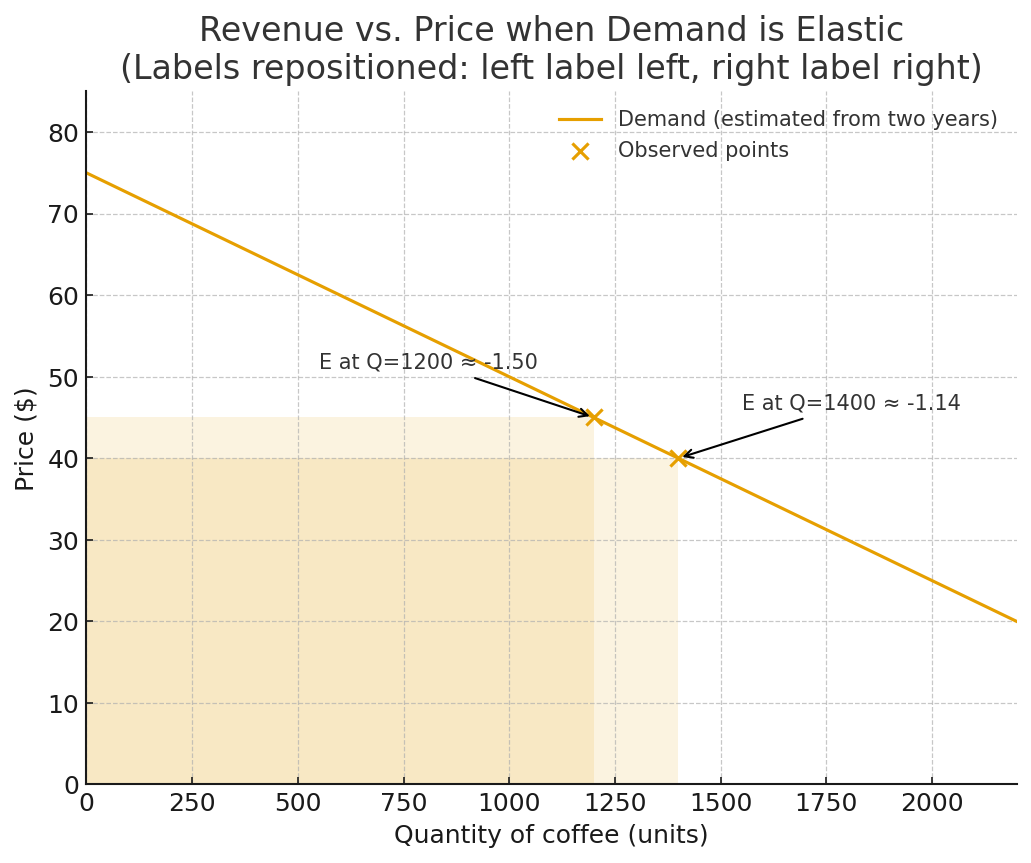 Revenue vs. Price when Demand is Elastic
(Labels repositioned: left label left, right label right)
Demand (estimated from two years)
Observed points
E at Q=1200 ≈ -1.50
E at Q=1400 ≈ -1.14
Price ($)
80
70
60
50
40
30
20
10
0
0 250 500 750 1000 1250 1500 1750 2000
Quantity of coffee (units)